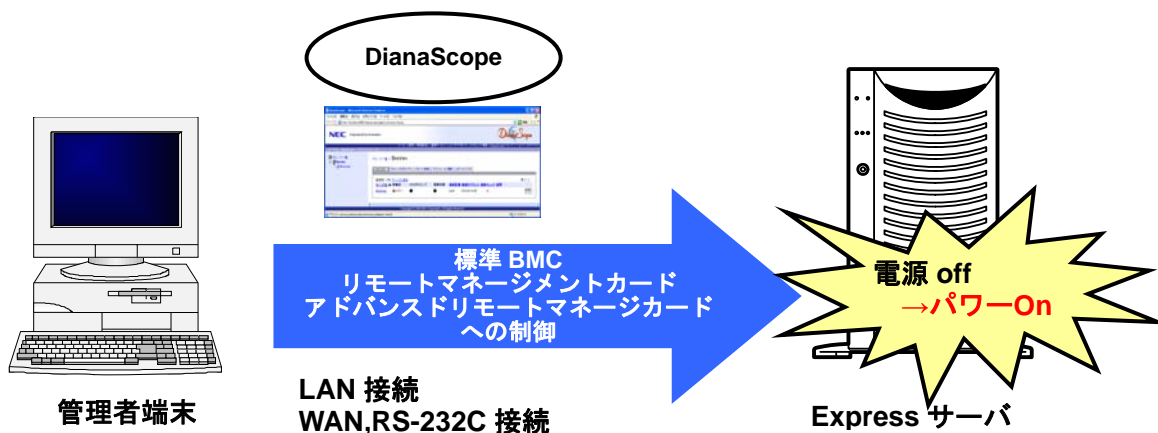 DianaScope
NEC
DianaScope
標準 BMC
リモートマネージメントカード
アドバンスドリモートマネージカード
への制御
電源 off
→パワーOn
LAN 接続
WAN,RS-232C 接続
管理者端末
Express サーバ